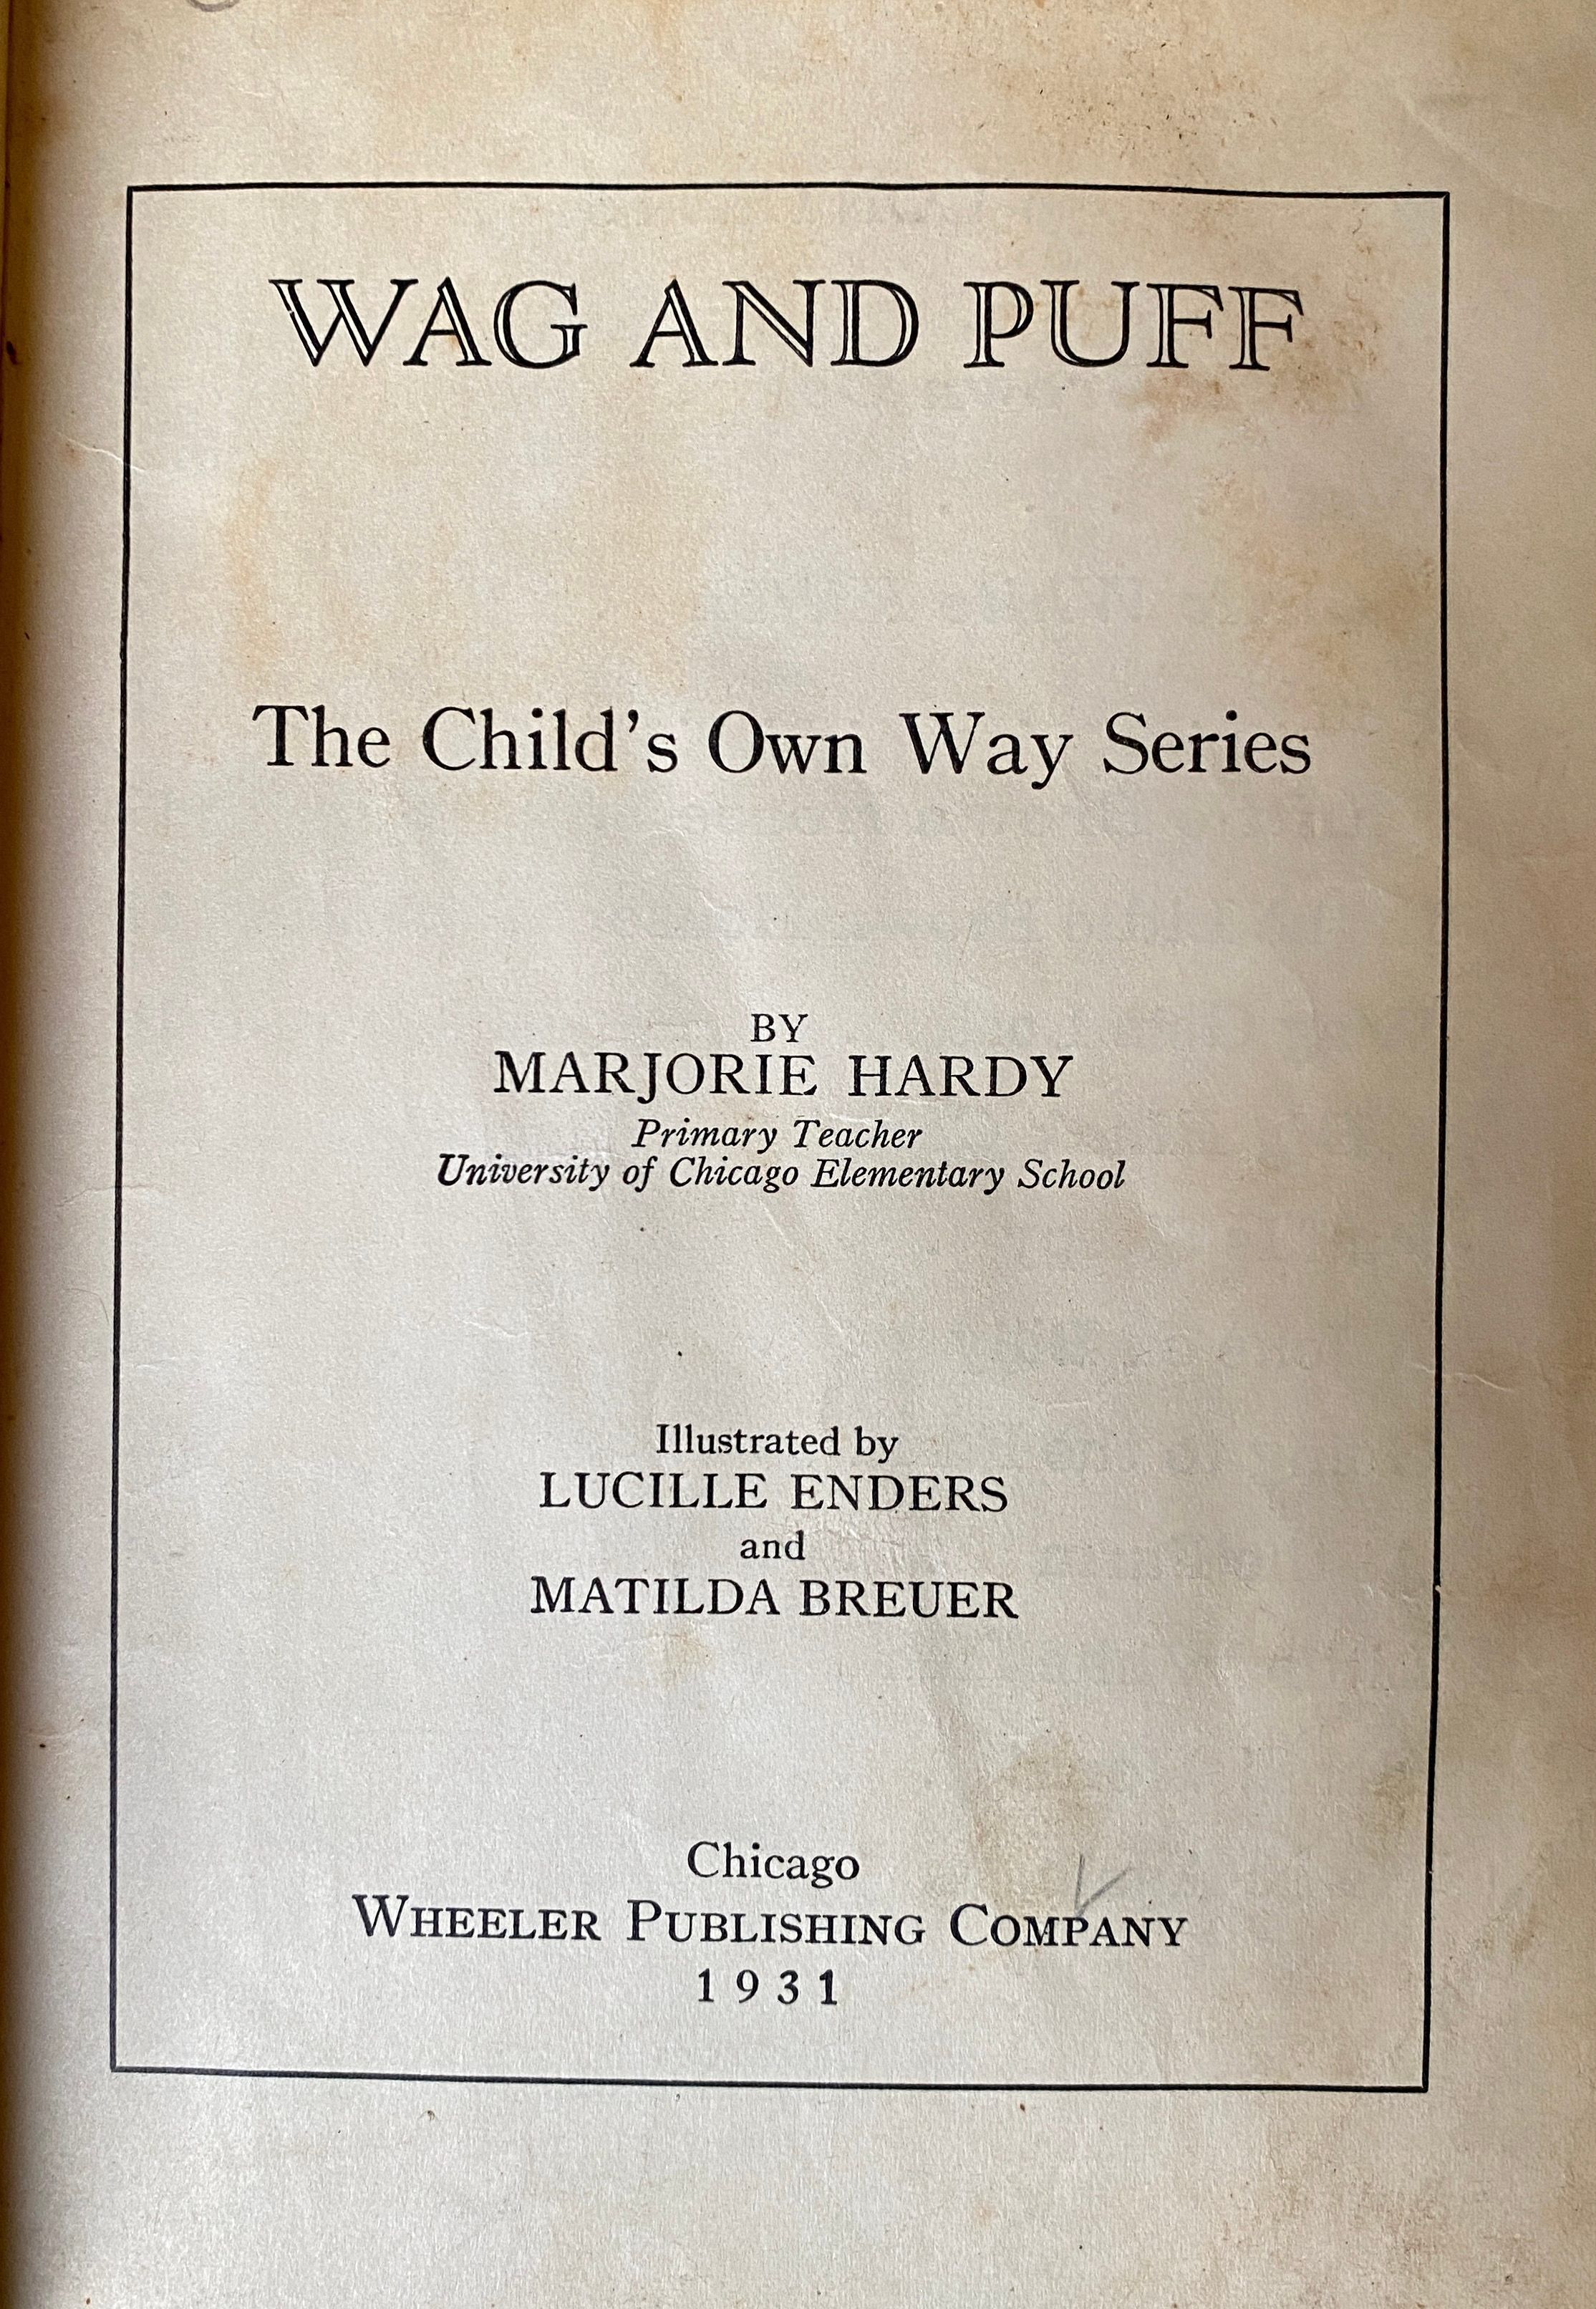 WAG AND PUFF
The Child's Own Way Series
BY
MARJORIE HARDY
Primary Teacher
University of Chicago Elementary School
Illustrated by
LUCILLE ENDERS
and
MATILDA BREUER
Chicago
WHEELER PUBLISHING COMPANY
1931